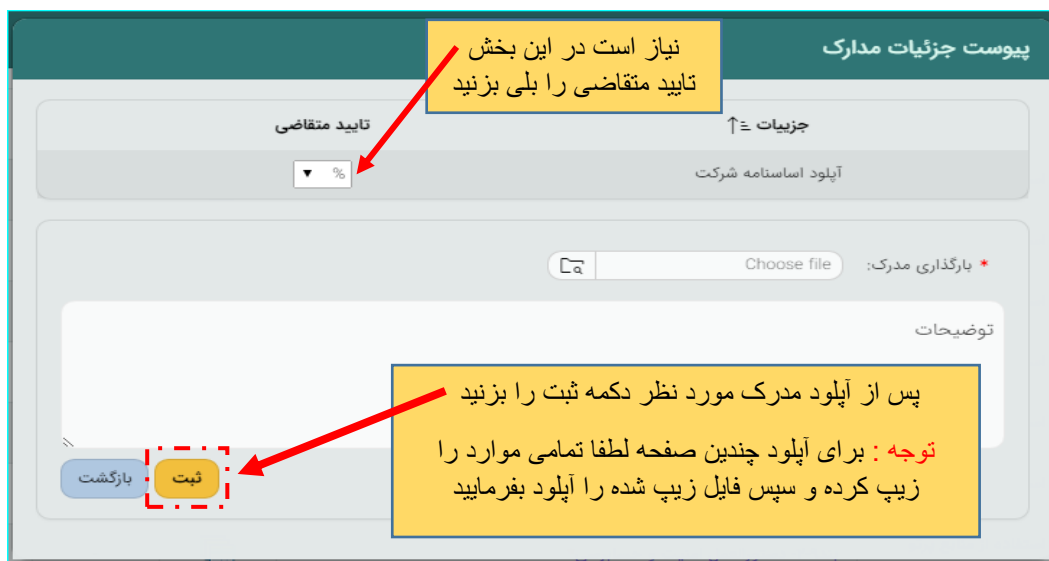 پیوست جزئیات مدارک
نیاز است در این بخش
تایید متقاضی را بلی بزنید
جزییات
تایید متقاضی
آپلود اساسنامه شرکت
%
* بارگذاری مدرک:
Choose file
توضیحات
پس از آپلود مدرک مورد نظر دکمه ثبت را بزنید
توجه : برای آپلود چندین صفحه لطفا تمامی موارد را
زیپ کرده و سپس فایل زیپ شده را آپلود بفرمایید
ثبت
بازگشت